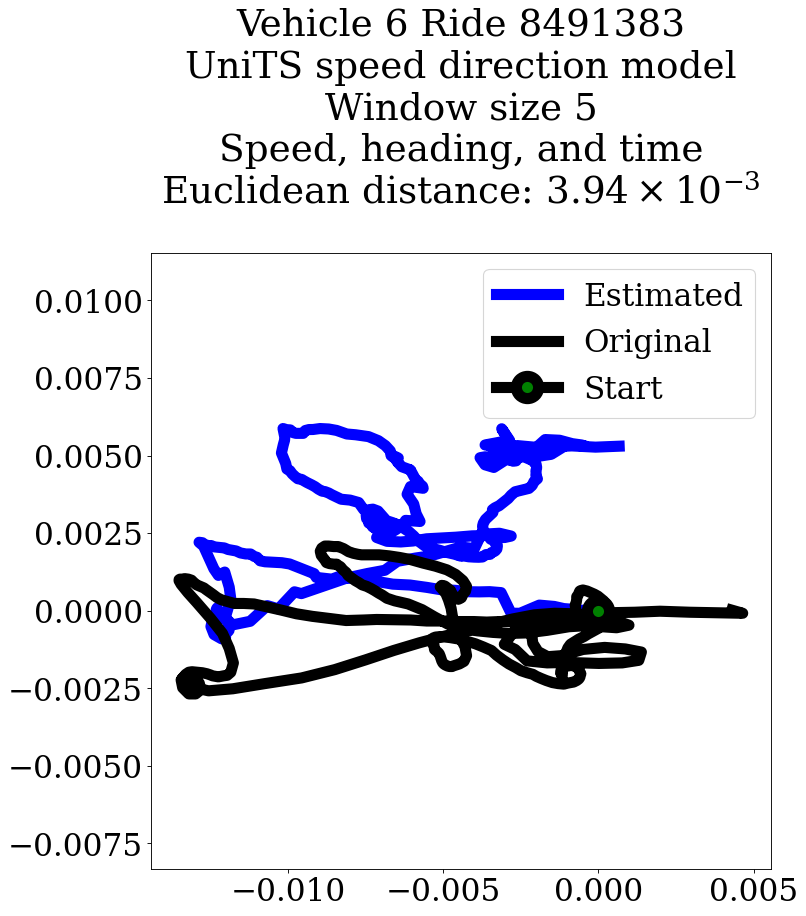 Vehicle 6 Ride 8491383
UniTS speed direction model
Window size 5
Speed, heading, and time
Euclidean distance: 3.94 × 10⁻³
Estimated
Original
Start
0.0100
0.0075
0.0050
0.0025
0.0000
−0.0025
−0.0050
−0.0075
−0.010 −0.005 0.000 0.005